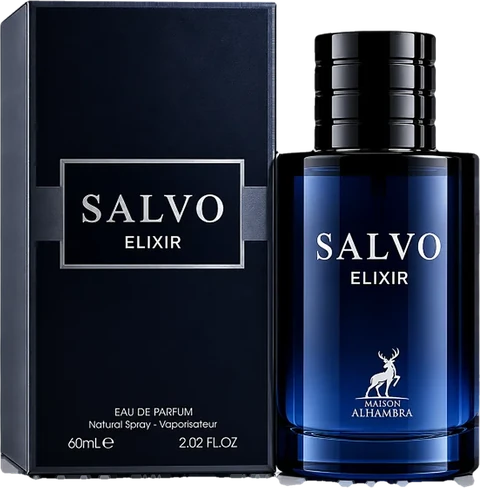 SALVO
ELIXIR
EAU DE PARFUM
Natural Spray - Vaporisateur
60mL e 2.02 FL.OZ
SALVO
ELIXIR
MAISON
ALHAMBRA